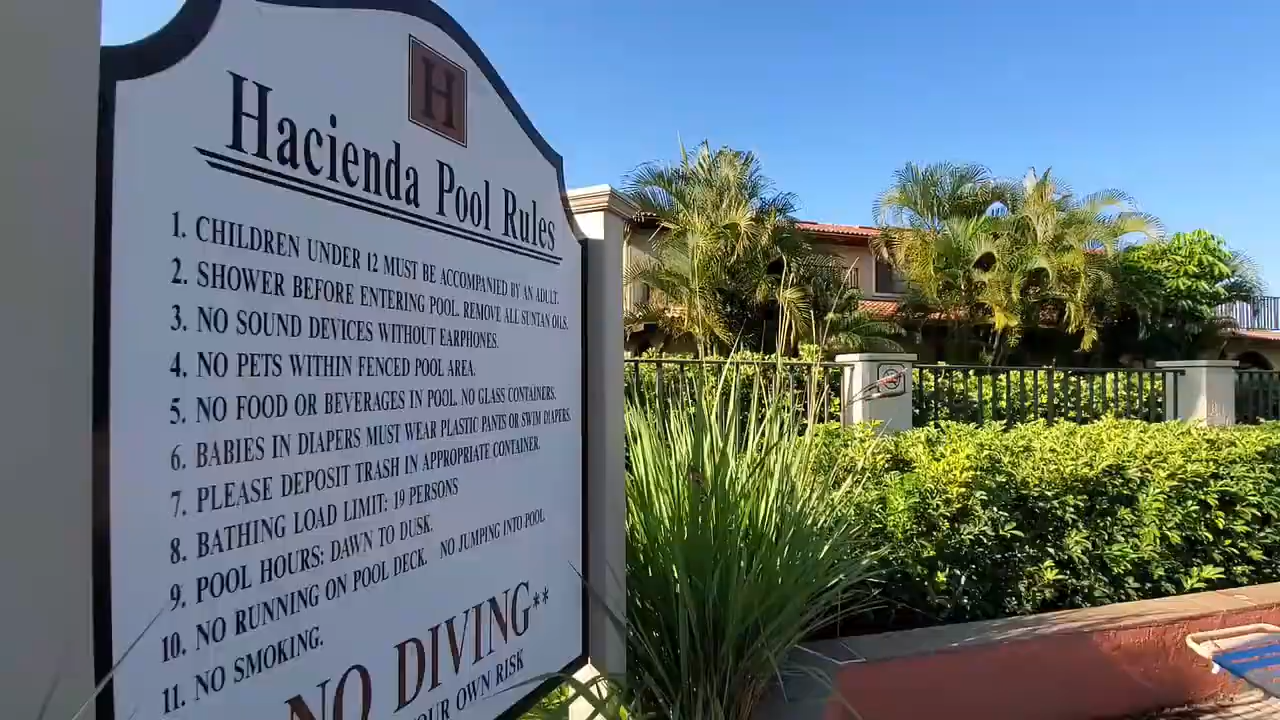 H
Hacienda Pool Rules
1. CHILDREN UNDER 12 MUST BE ACCOMPANIED BY AN ADULT.
2. SHOWER BEFORE ENTERING POOL. REMOVE ALL SUNTAN OILS.
3. NO SOUND DEVICES WITHOUT EARPHONES.
4. NO PETS WITHIN FENCED POOL AREA.
5. NO FOOD OR BEVERAGES IN POOL. NO GLASS CONTAINERS.
6. BABIES IN DIAPERS MUST WEAR PLASTIC PANTS OR SWIM DIAPERS.
7. PLEASE DEPOSIT TRASH IN APPROPRIATE CONTAINER.
8. BATHING LOAD LIMIT: 19 PERSONS
9. POOL HOURS: DAWN TO DUSK.
10. NO RUNNING ON POOL DECK. NO JUMPING INTO POOL
11. NO SMOKING.
NO DIVING**
YOUR OWN RISK